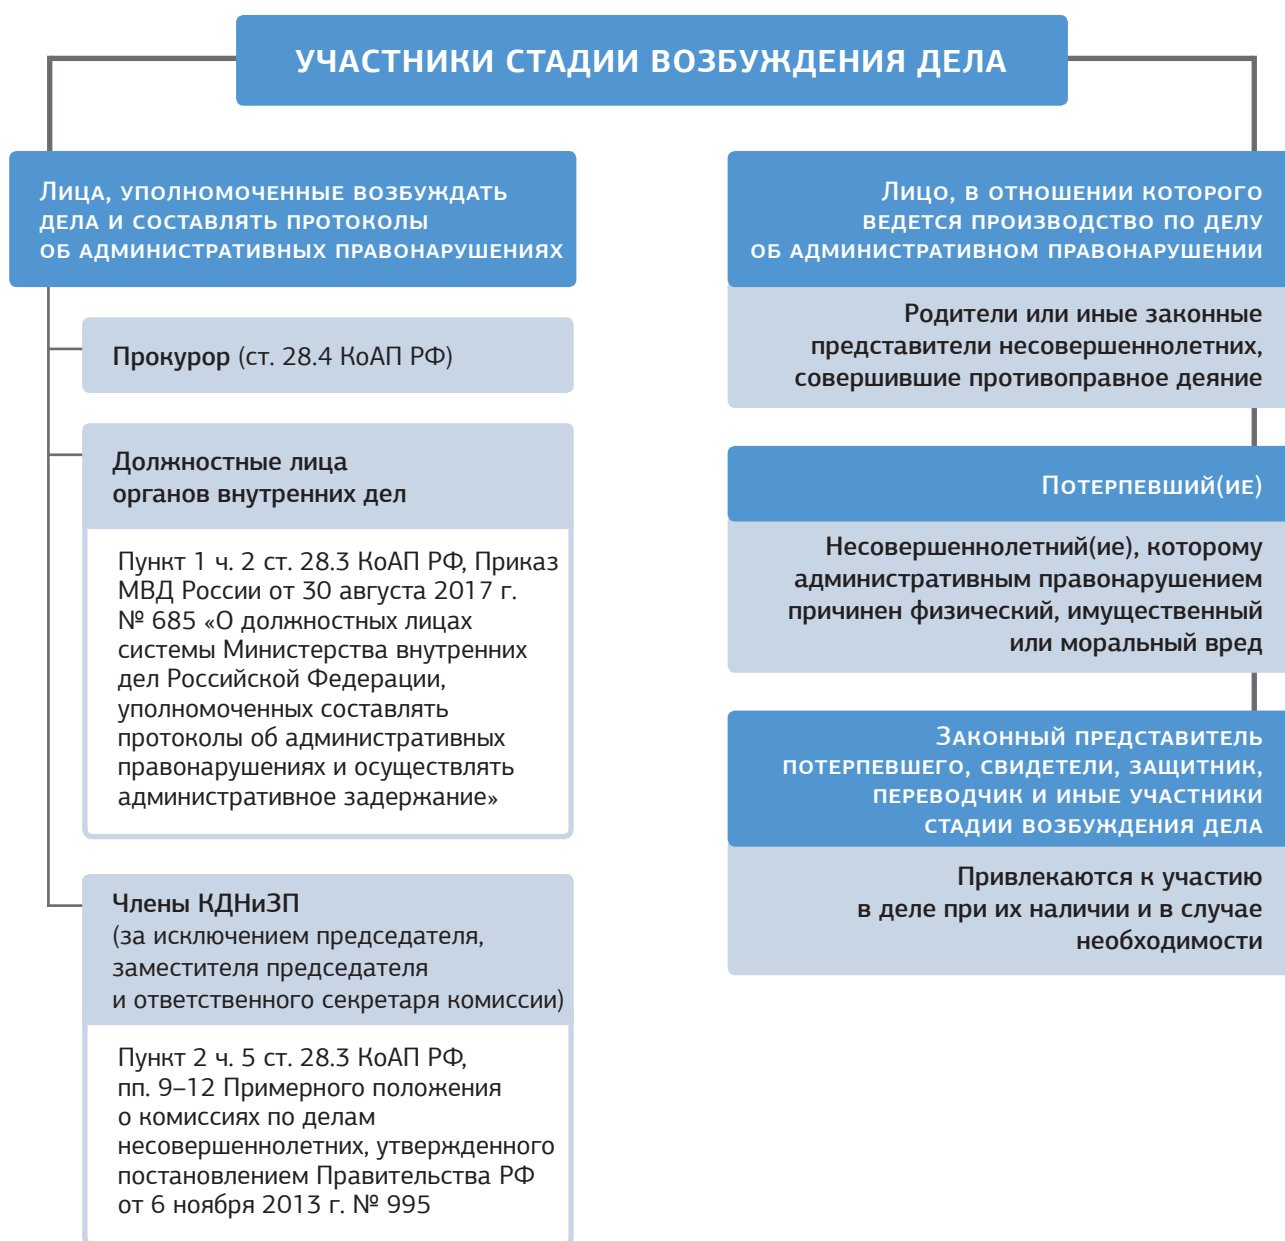 УЧАСТНИКИ СТАДИИ ВОЗБУЖДЕНИЯ ДЕЛА
Лица, уполномоченные возбуждать
дела и составлять протоколы
об административных правонарушениях
Прокурор (ст. 28.4 КоАП РФ)
Должностные лица
органов внутренних дел
Пункт 1 ч. 2 ст. 28.3 КоАП РФ, Приказ
МВД России от 30 августа 2017 г.
№ 685 «О должностных лицах
системы Министерства внутренних
дел Российской Федерации,
уполномоченных составлять
протоколы об административных
правонарушениях и осуществлять
административное задержание»
Члены КДНиЗП
(за исключением председателя,
заместителя председателя
и ответственного секретаря комиссии)
Пункт 2 ч. 5 ст. 28.3 КоАП РФ,
пп. 9–12 Примерного положения
о комиссиях по делам
несовершеннолетних, утвержденного
постановлением Правительства РФ
от 6 ноября 2013 г. № 995
Лицо, в отношении которого
ведется производство по делу
об административном правонарушении
Родители или иные законные
представители несовершеннолетних,
совершившие противоправное деяние
Потерпевший(ие)
Несовершеннолетний(ие), которому
административным правонарушением
причинен физический, имущественный
или моральный вред
Законный представитель
потерпевшего, свидетели, защитник,
переводчик и иные участники
стадии возбуждения дела
Привлекаются к участию
в деле при их наличии и в случае
необходимости